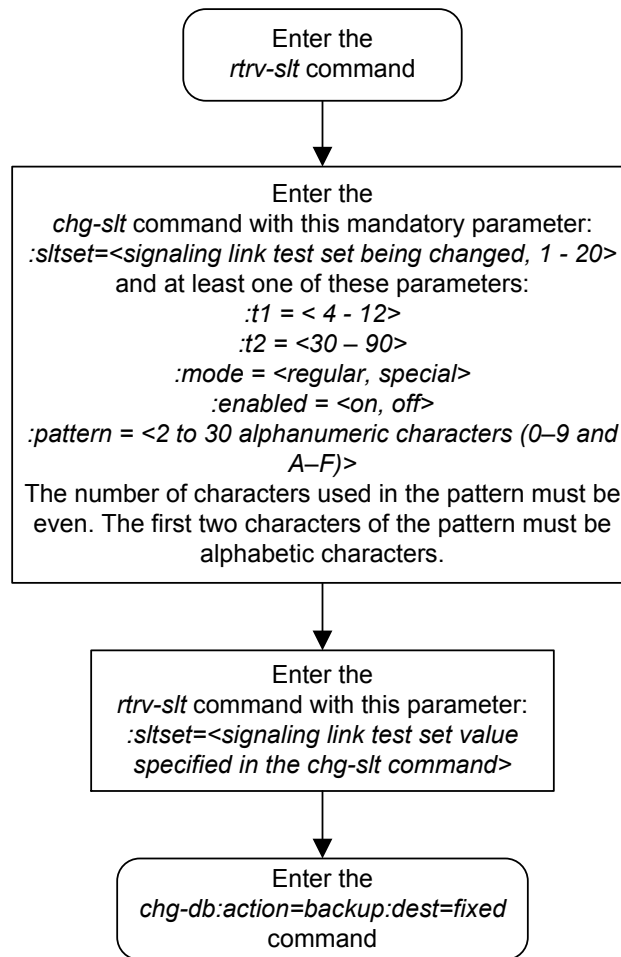 Enter the
rtrv-slt command
Enter the
chg-slt command with this mandatory parameter:
:sltset=<signaling link test set being changed, 1 - 20>
and at least one of these parameters:
:t1 = < 4 - 12>
:t2 = <30 – 90>
:mode = <regular, special>
:enabled = <on, off>
:pattern = <2 to 30 alphanumeric characters (0–9 and
A–F)>
The number of characters used in the pattern must be
even. The first two characters of the pattern must be
alphabetic characters.
Enter the
rtrv-slt command with this parameter:
:sltset=<signaling link test set value
specified in the chg-slt command>
Enter the
chg-db:action=backup:dest=fixed
command